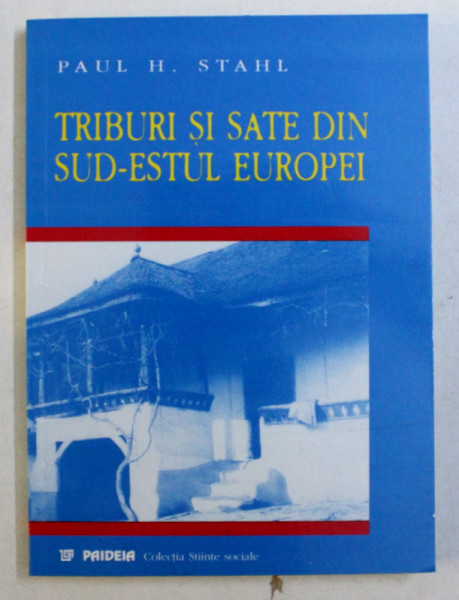 PAUL H. STAHL
TRIBURI ȘI SATE DIN
SUD-ESTUL EUROPEI
PAIDEIA Colecția Științe sociale